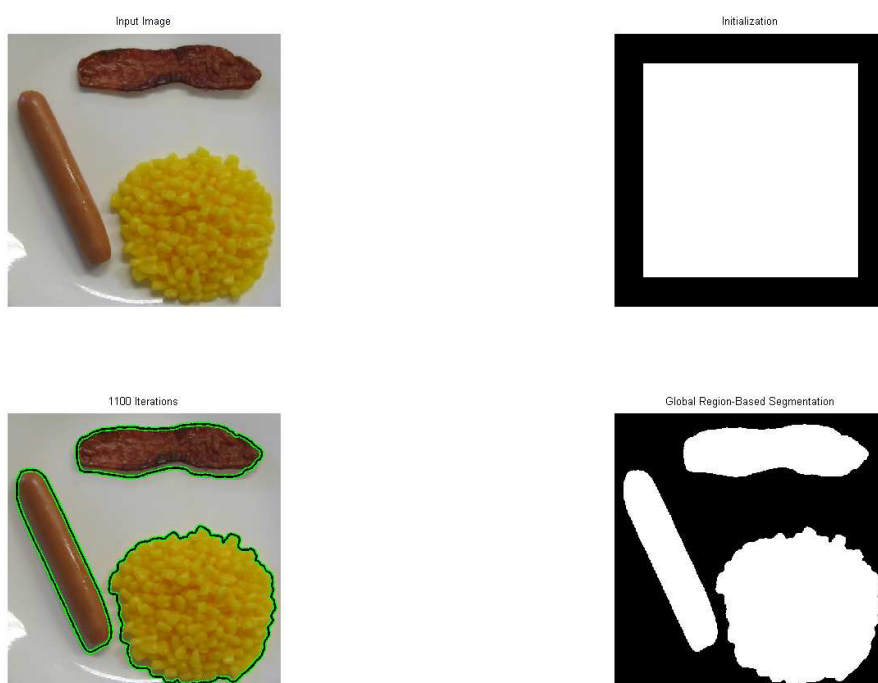 Input Image
Initialization
1100 Iterations
Global Region-Based Segmentation